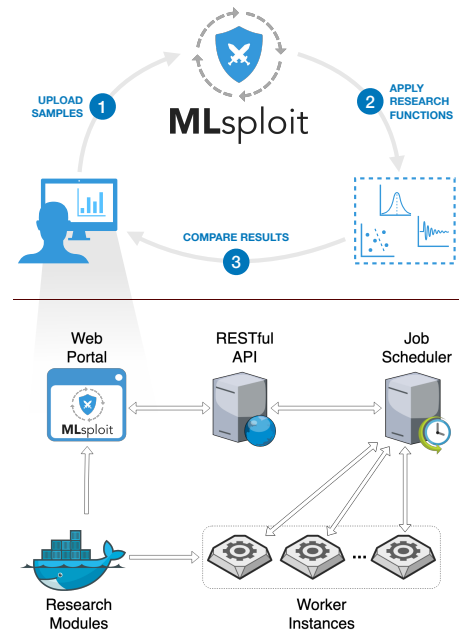 UPLOAD
SAMPLES
1
MLsploit
2
APPLY
RESEARCH
FUNCTIONS
COMPARE RESULTS
3
Web
Portal
RESTful
API
Job
Scheduler
MLsploit
...
Research
Modules
Worker
Instances